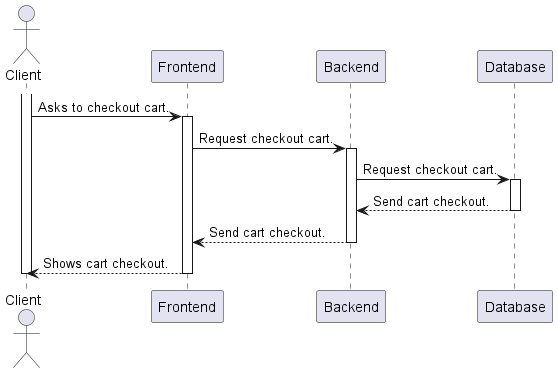 Client
Frontend
Backend
Database
Asks to checkout cart.
Request checkout cart.
Request checkout cart.
Send cart checkout.
Send cart checkout.
Shows cart checkout.
Client
Frontend
Backend
Database